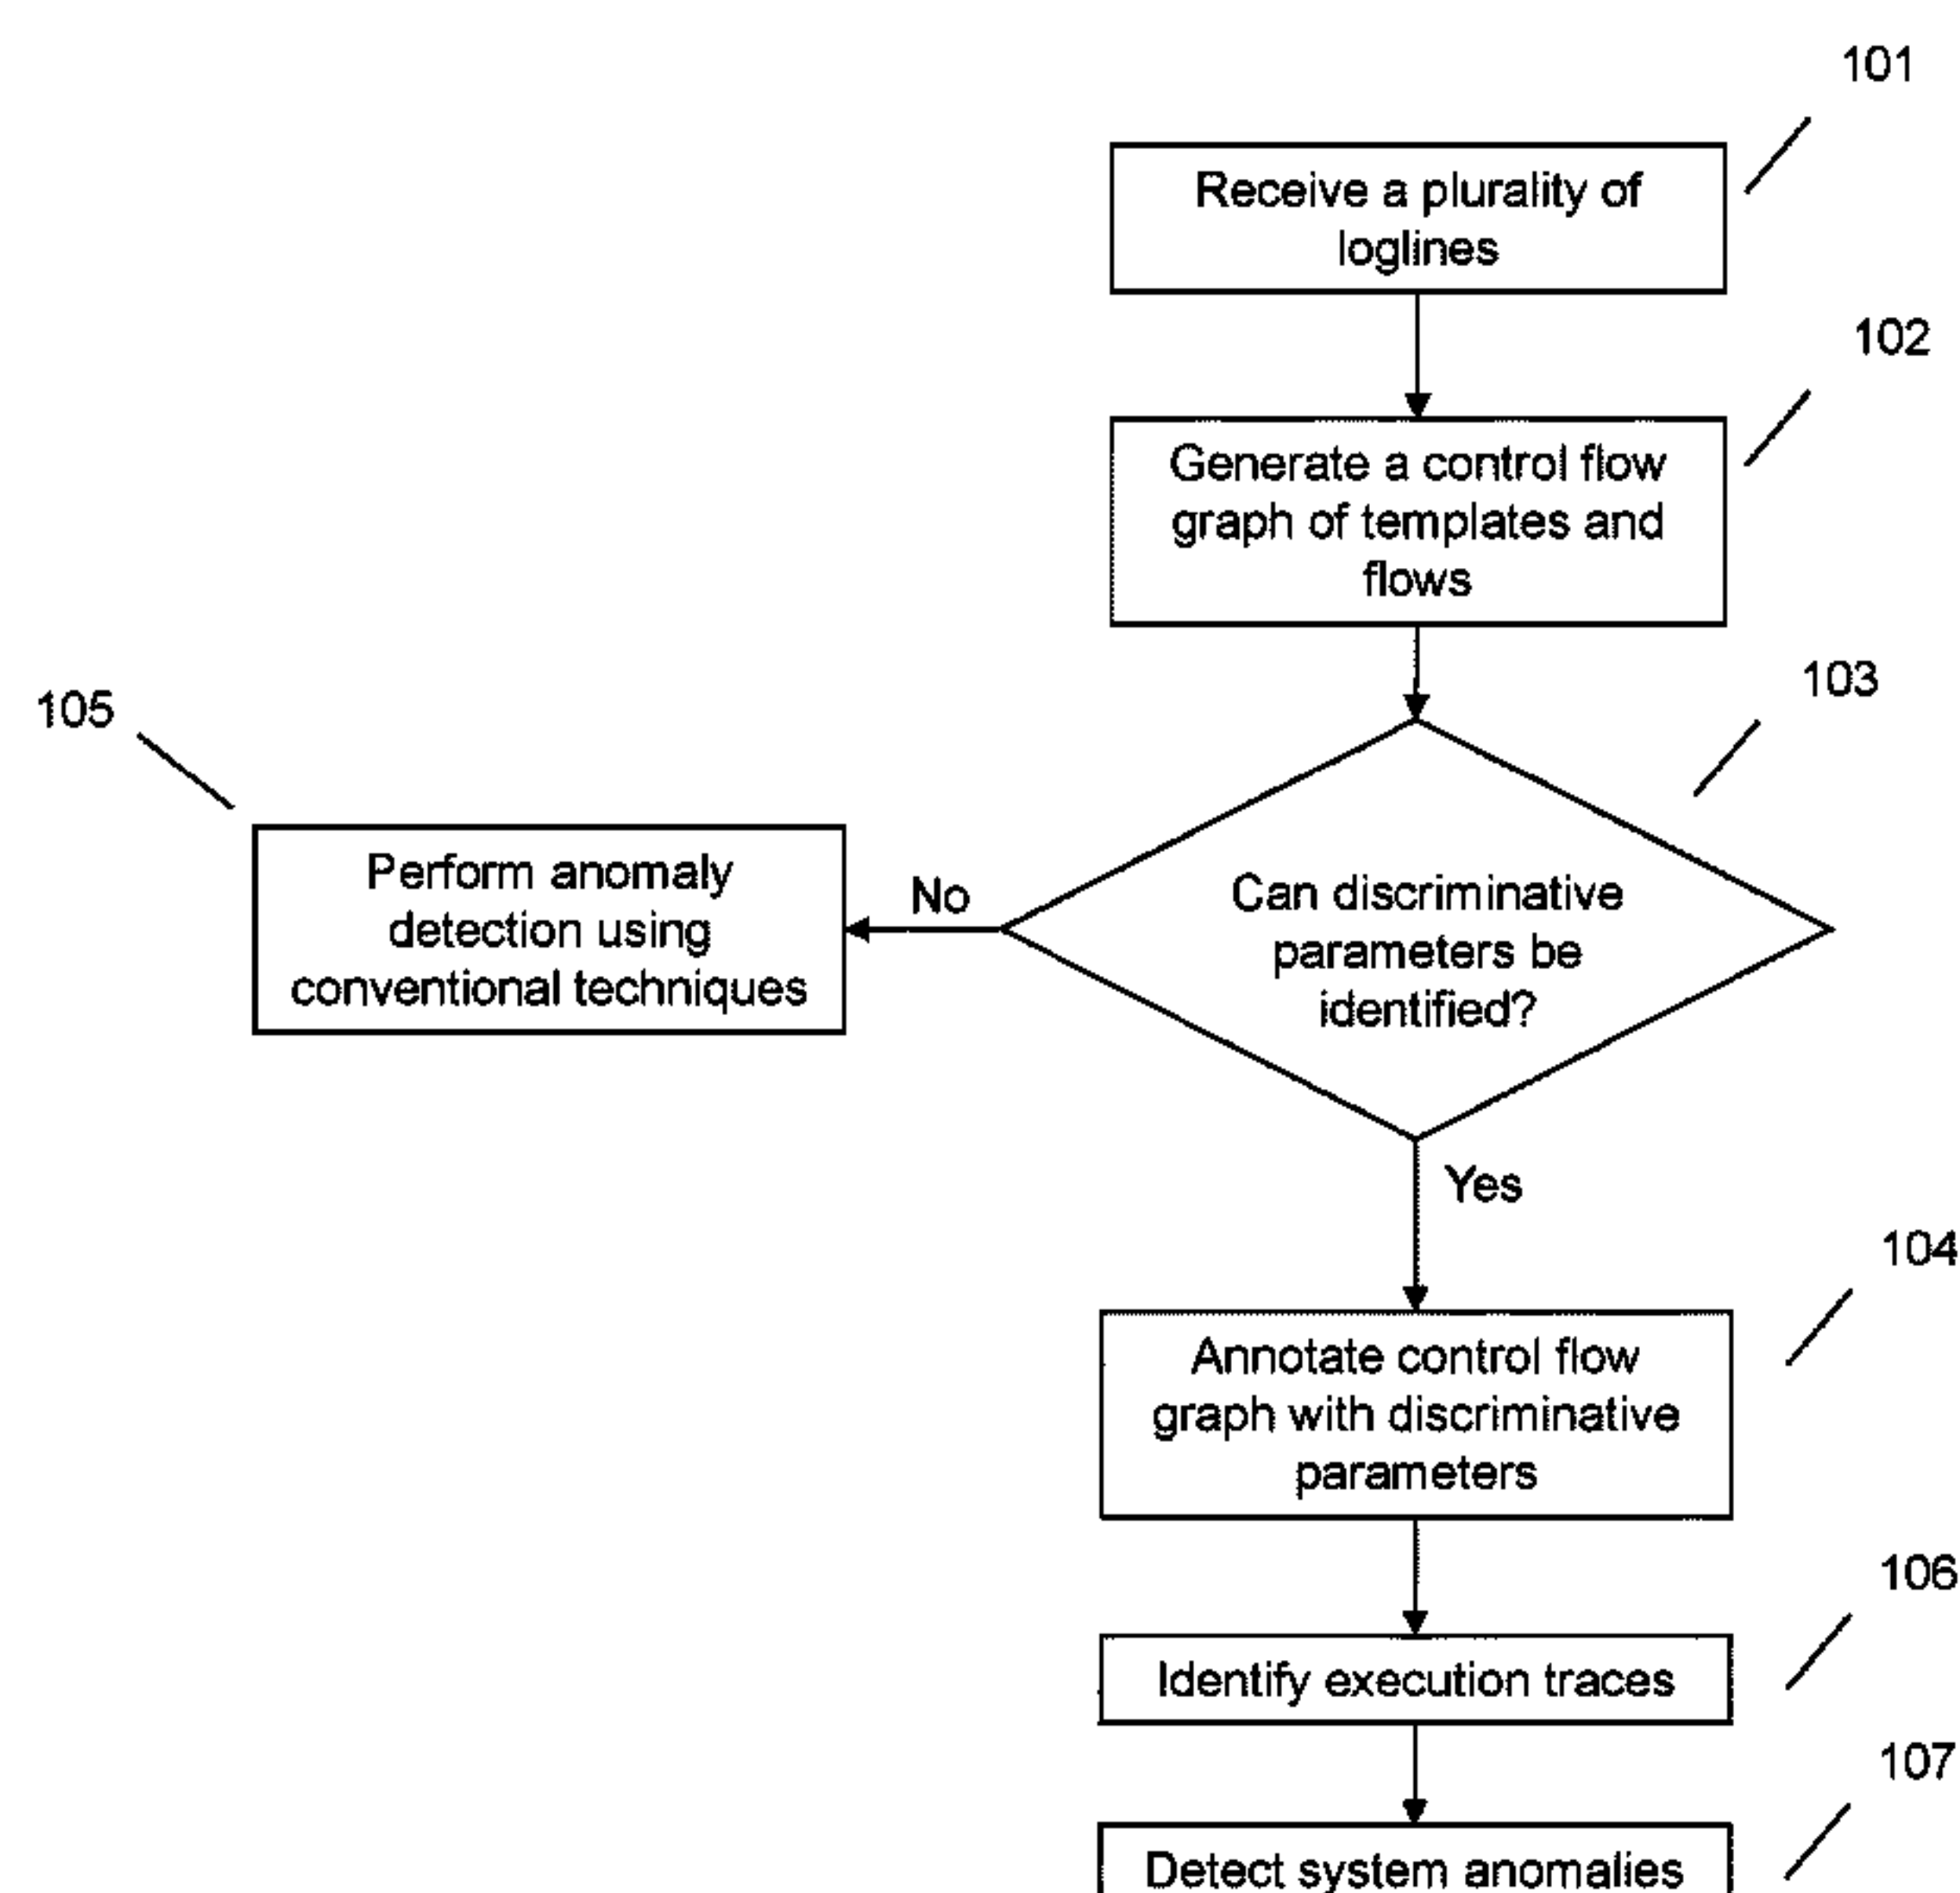 101
Receive a plurality of
loglines
102
Generate a control flow
graph of templates and
flows
103
105
Perform anomaly
detection using
conventional techniques
No
Can discriminative
parameters be
identified?
Yes
104
Annotate control flow
graph with discriminative
parameters
106
Identify execution traces
107
Detect system anomalies